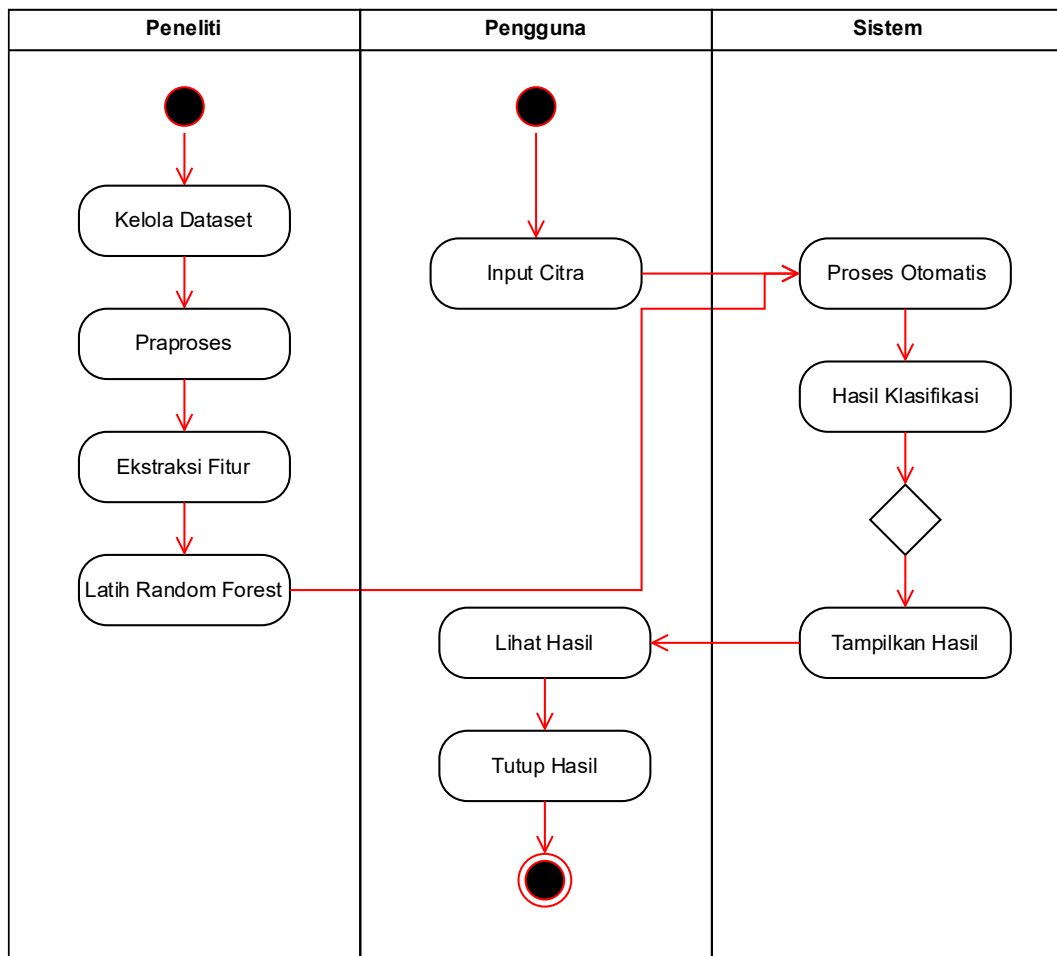 Peneliti
Pengguna
Sistem
Kelola Dataset
Praproses
Ekstraksi Fitur
Latih Random Forest
Input Citra
Lihat Hasil
Tutup Hasil
Proses Otomatis
Hasil Klasifikasi
Tampilkan Hasil